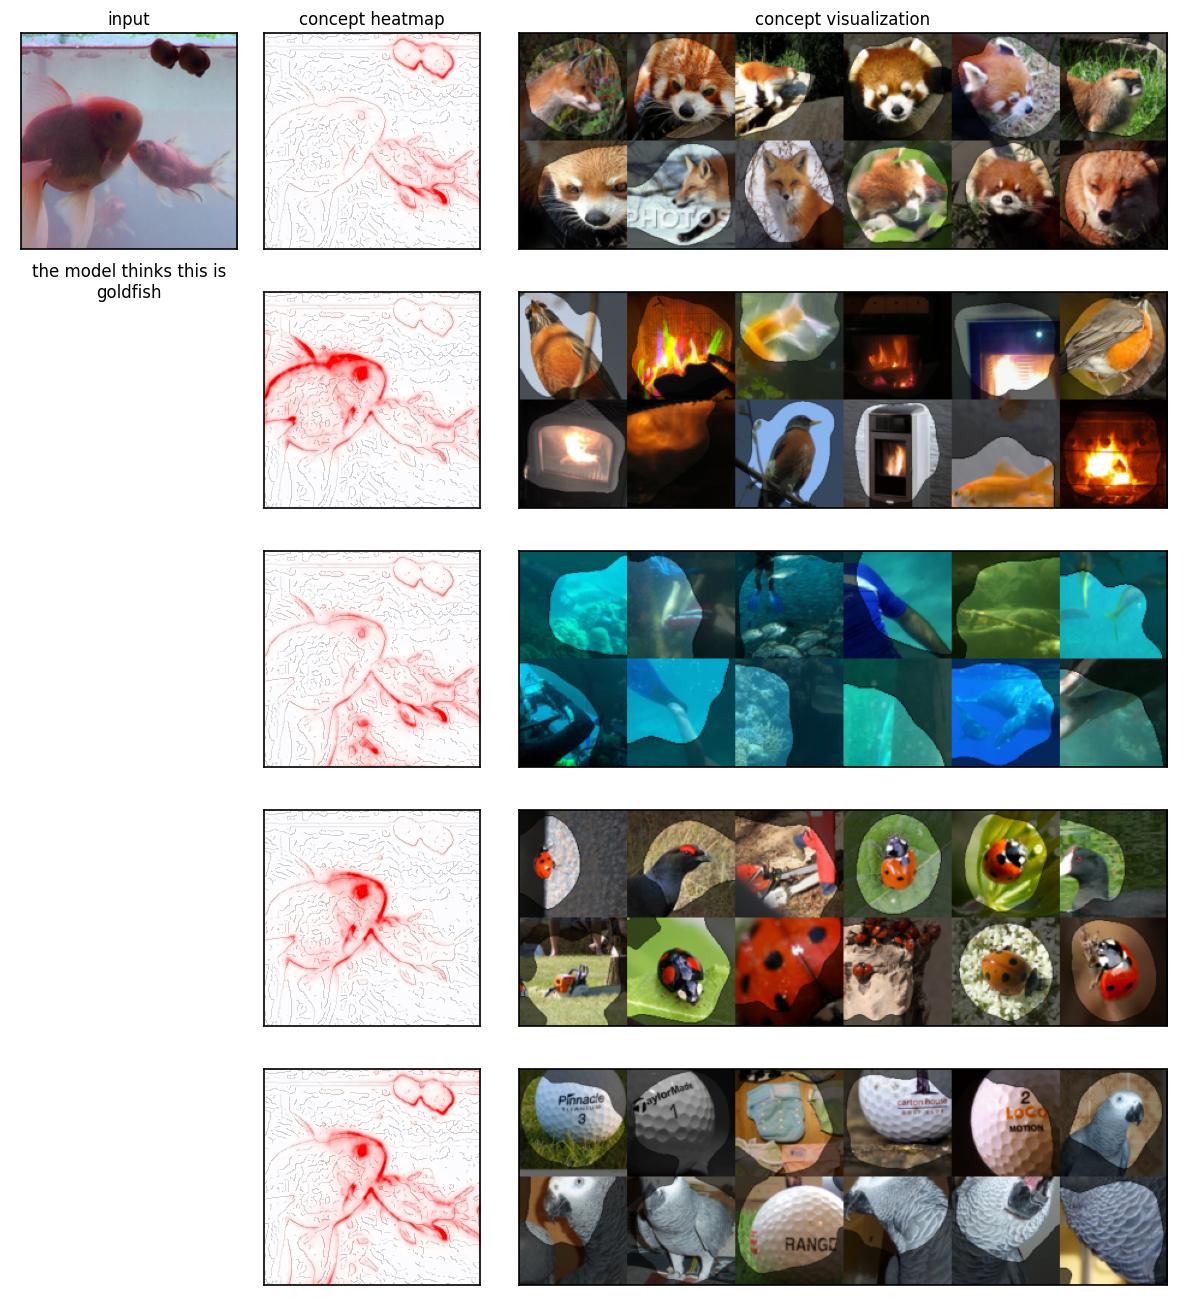 input
concept heatmap
concept visualization
PHOTOS
the model thinks this is
goldfish
Pinnacle
TITANIUM
3
TaylorMade
1
carton house
2
LOCO
MOTION
RANGE